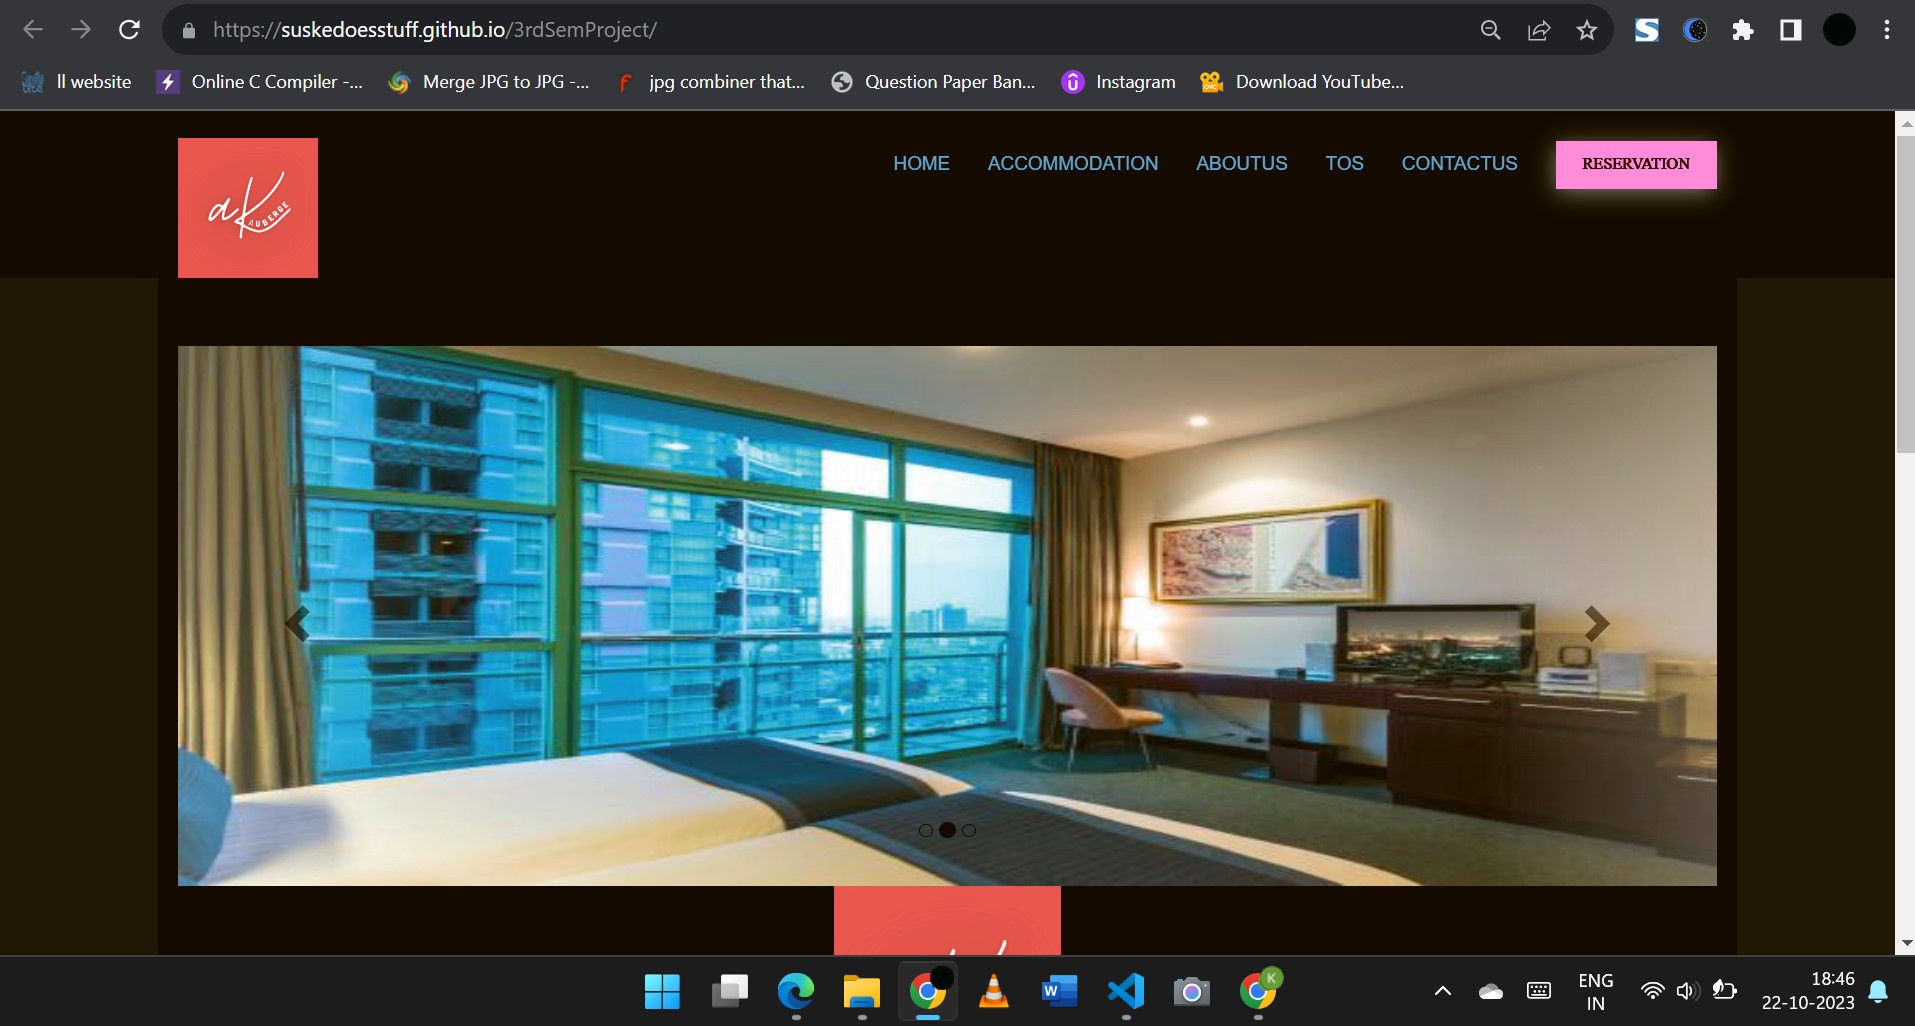 https://suskedoesstuff.github.io/3rdSemProject/
ll website
Online C Compiler -...
Merge JPG to JPG -...
jpg combiner that...
Question Paper Ban...
Instagram
Download YouTube...
aK
AUBERGE
HOME
ACCOMMODATION
ABOUTUS
TOS
CONTACTUS
RESERVATION
W
K
ENG
IN
18:46
22-10-2023